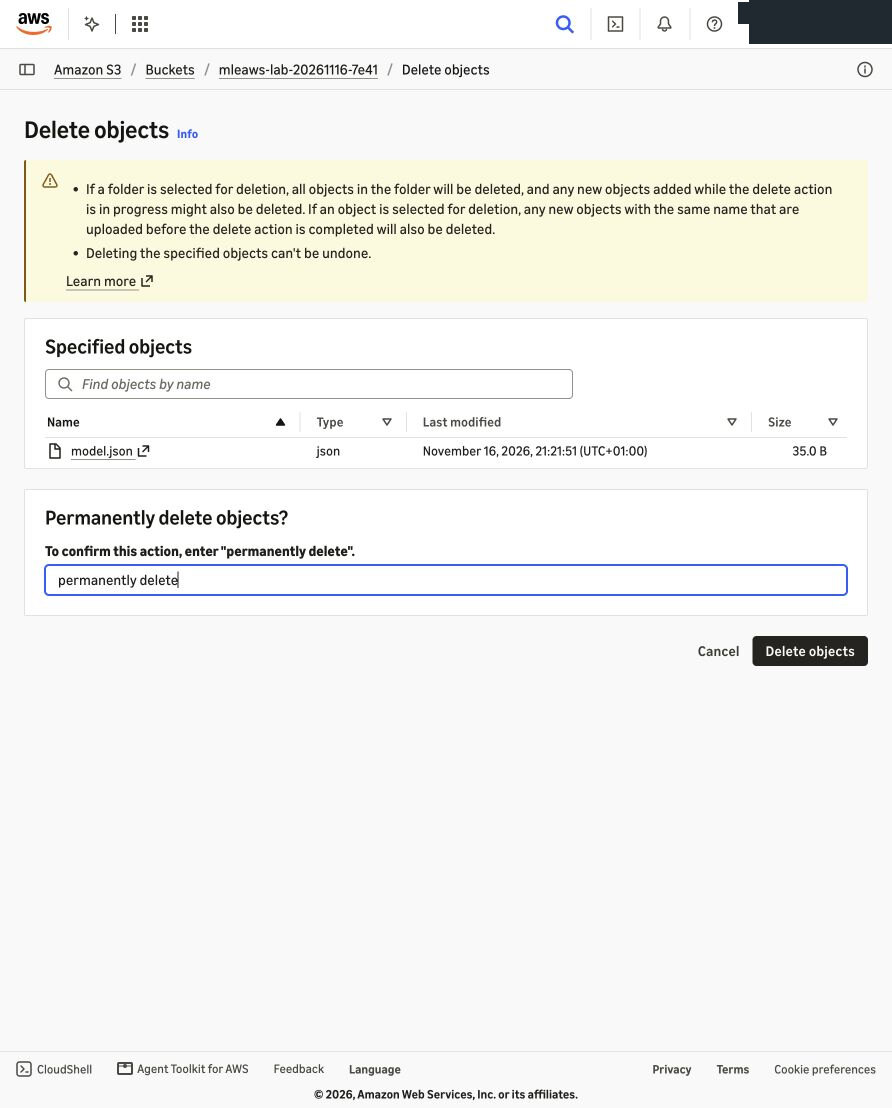 aws
Amazon S3 / Buckets / mleaws-lab-20261116-7e41 / Delete objects
Delete objects Info
• If a folder is selected for deletion, all objects in the folder will be deleted, and any new objects added while the delete action
is in progress might also be deleted. If an object is selected for deletion, any new objects with the same name that are
uploaded before the delete action is completed will also be deleted.
• Deleting the specified objects can't be undone.
Learn more
Specified objects
Find objects by name
Name Type Last modified Size
model.json json November 16, 2026, 21:21:51 (UTC+01:00) 35.0 B
Permanently delete objects?
To confirm this action, enter "permanently delete".
permanently delete
Cancel Delete objects
CloudShell Agent Toolkit for AWS Feedback Language Privacy Terms Cookie preferences
© 2026, Amazon Web Services, Inc. or its affiliates.